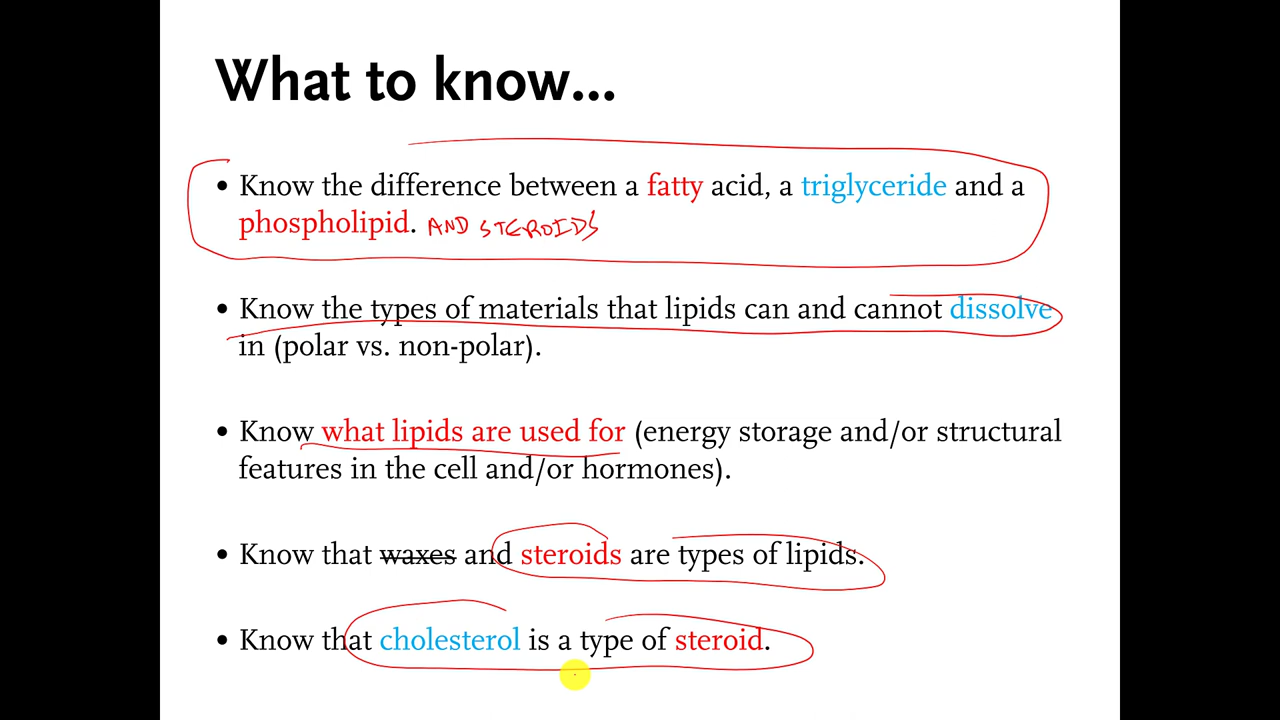 What to know...
• Know the difference between a fatty acid, a triglyceride and a
phospholipid. AND STEROIDS
• Know the types of materials that lipids can and cannot dissolve
in (polar vs. non-polar).
• Know what lipids are used for (energy storage and/or structural
features in the cell and/or hormones).
• Know that waxes and steroids are types of lipids.
• Know that cholesterol is a type of steroid.